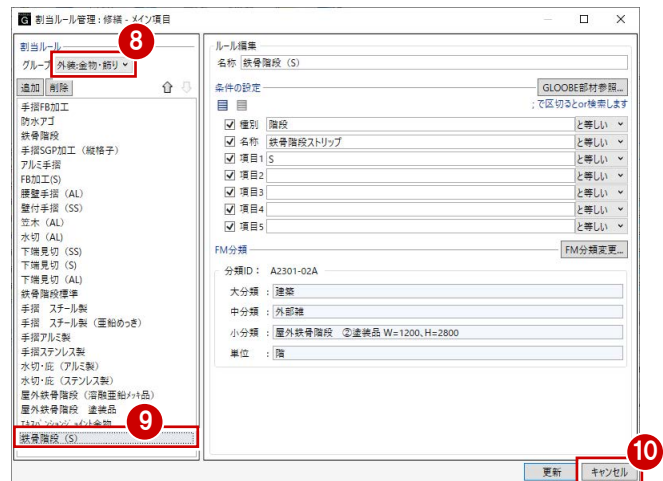 G 割当ルール管理：修繕 - メイン項目
割当ルール
8
グループ 外装:金物・飾り
追加 削除
手摺FB加工
防水アゴ
鉄骨階段
手摺SGP加工（縦格子）
アルミ手摺
FB加工(S)
腰壁手摺（AL）
壁付手摺（SS）
笠木（AL）
水切（AL)
下端見切（SS)
下端見切（S)
下端見切（AL)
鉄骨階段標準
手摺　スチール製
手摺　スチール製（亜鉛めっき）
手摺アルミ製
手摺ステンレス製
水切・庇（アルミ製）
水切・庇（ステンレス製）
屋外鉄骨階段（溶融亜鉛ﾒｯｷ品）
屋外鉄骨階段　塗装品
ｴｷｽﾊﾟﾝｼｮﾝｼﾞｮｲﾝﾄ金物
9
鉄骨階段（S）
ルール編集
名称 鉄骨階段（S）
条件の設定
GLOOBE部材参照...
; で区切るとor検索します
種別 階段 と等しい
名称 鉄骨階段ストリップ と等しい
項目1 S と等しい
項目2 と等しい
項目3 と等しい
項目4 と等しい
項目5 と等しい
FM分類
FM分類変更...
分類ID： A2301-02A
大分類 ：建築
中分類 ：外部雑
小分類 ：屋外鉄骨階段　②塗装品 W=1200、H=2800
単位 ：階
10
更新 キャンセル